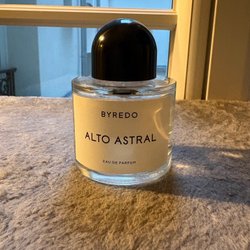 BYREDO
ALTO ASTRAL
EAU DE PARFUM